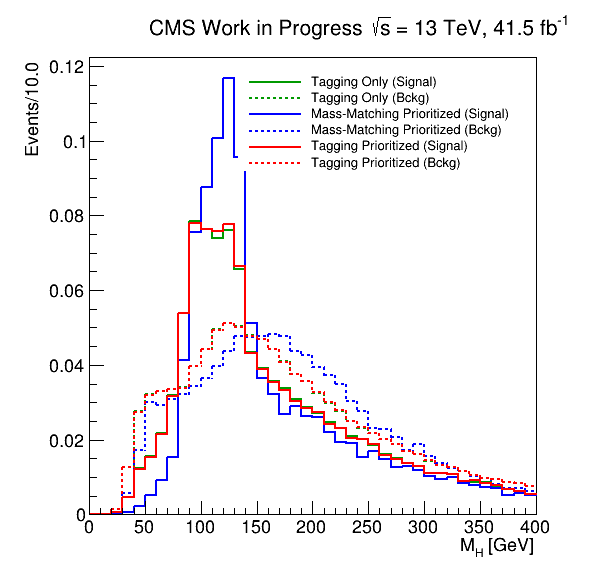 CMS Work in Progress √s = 13 TeV, 41.5 fb⁻¹
Events/10.0
0.12
0.1
0.08
0.06
0.04
0.02
0
Tagging Only (Signal)
Tagging Only (Bckg)
Mass-Matching Prioritized (Signal)
Mass-Matching Prioritized (Bckg)
Tagging Prioritized (Signal)
Tagging Prioritized (Bckg)
0 50 100 150 200 250 300 350 400
M_H [GeV]